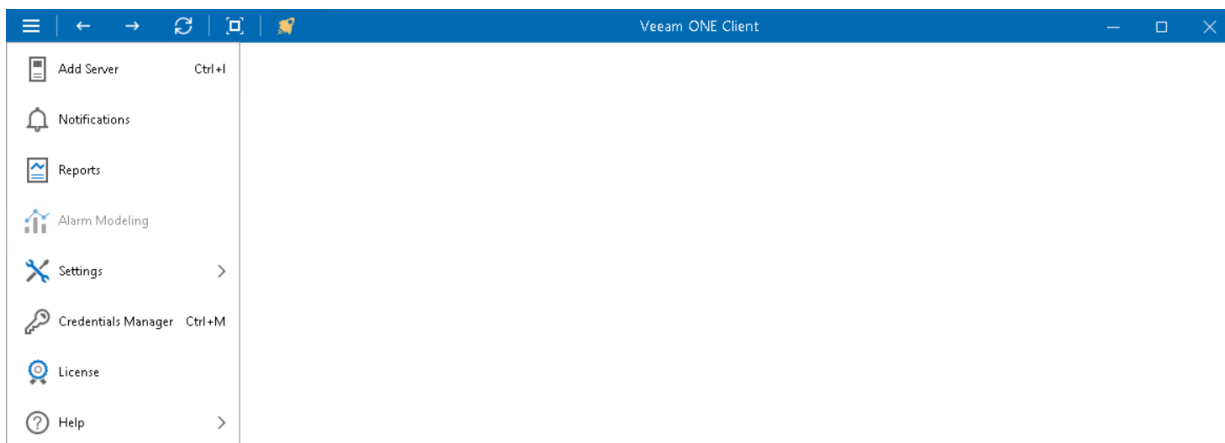 Veeam ONE Client
Add Server Ctrl+I
Notifications
Reports
Alarm Modeling
Settings
Credentials Manager Ctrl+M
License
Help